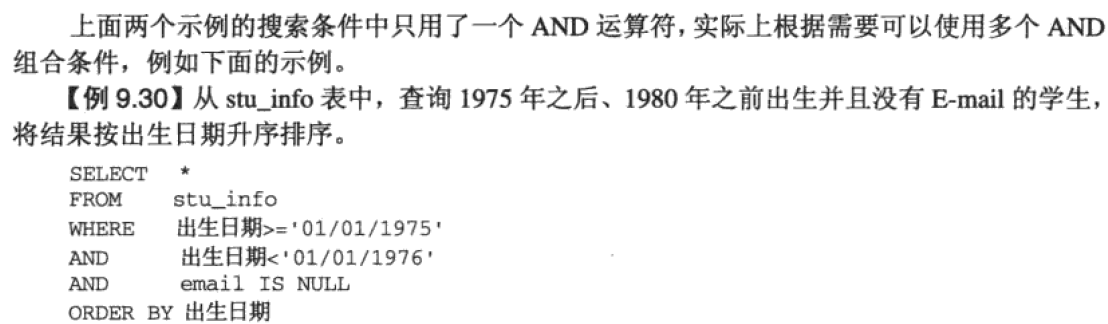 上面两个示例的搜索条件中只用了一个 AND 运算符,实际上根据需要可以使用多个 AND
组合条件，例如下面的示例。
【例 9.30】从 stu_info 表中，查询 1975 年之后、1980 年之前出生并且没有 E-mail 的学生，
将结果按出生日期升序排序。
SELECT *
FROM stu_info
WHERE 出生日期>='01/01/1975'
AND 出生日期<'01/01/1976'
AND email IS NULL
ORDER BY 出生日期